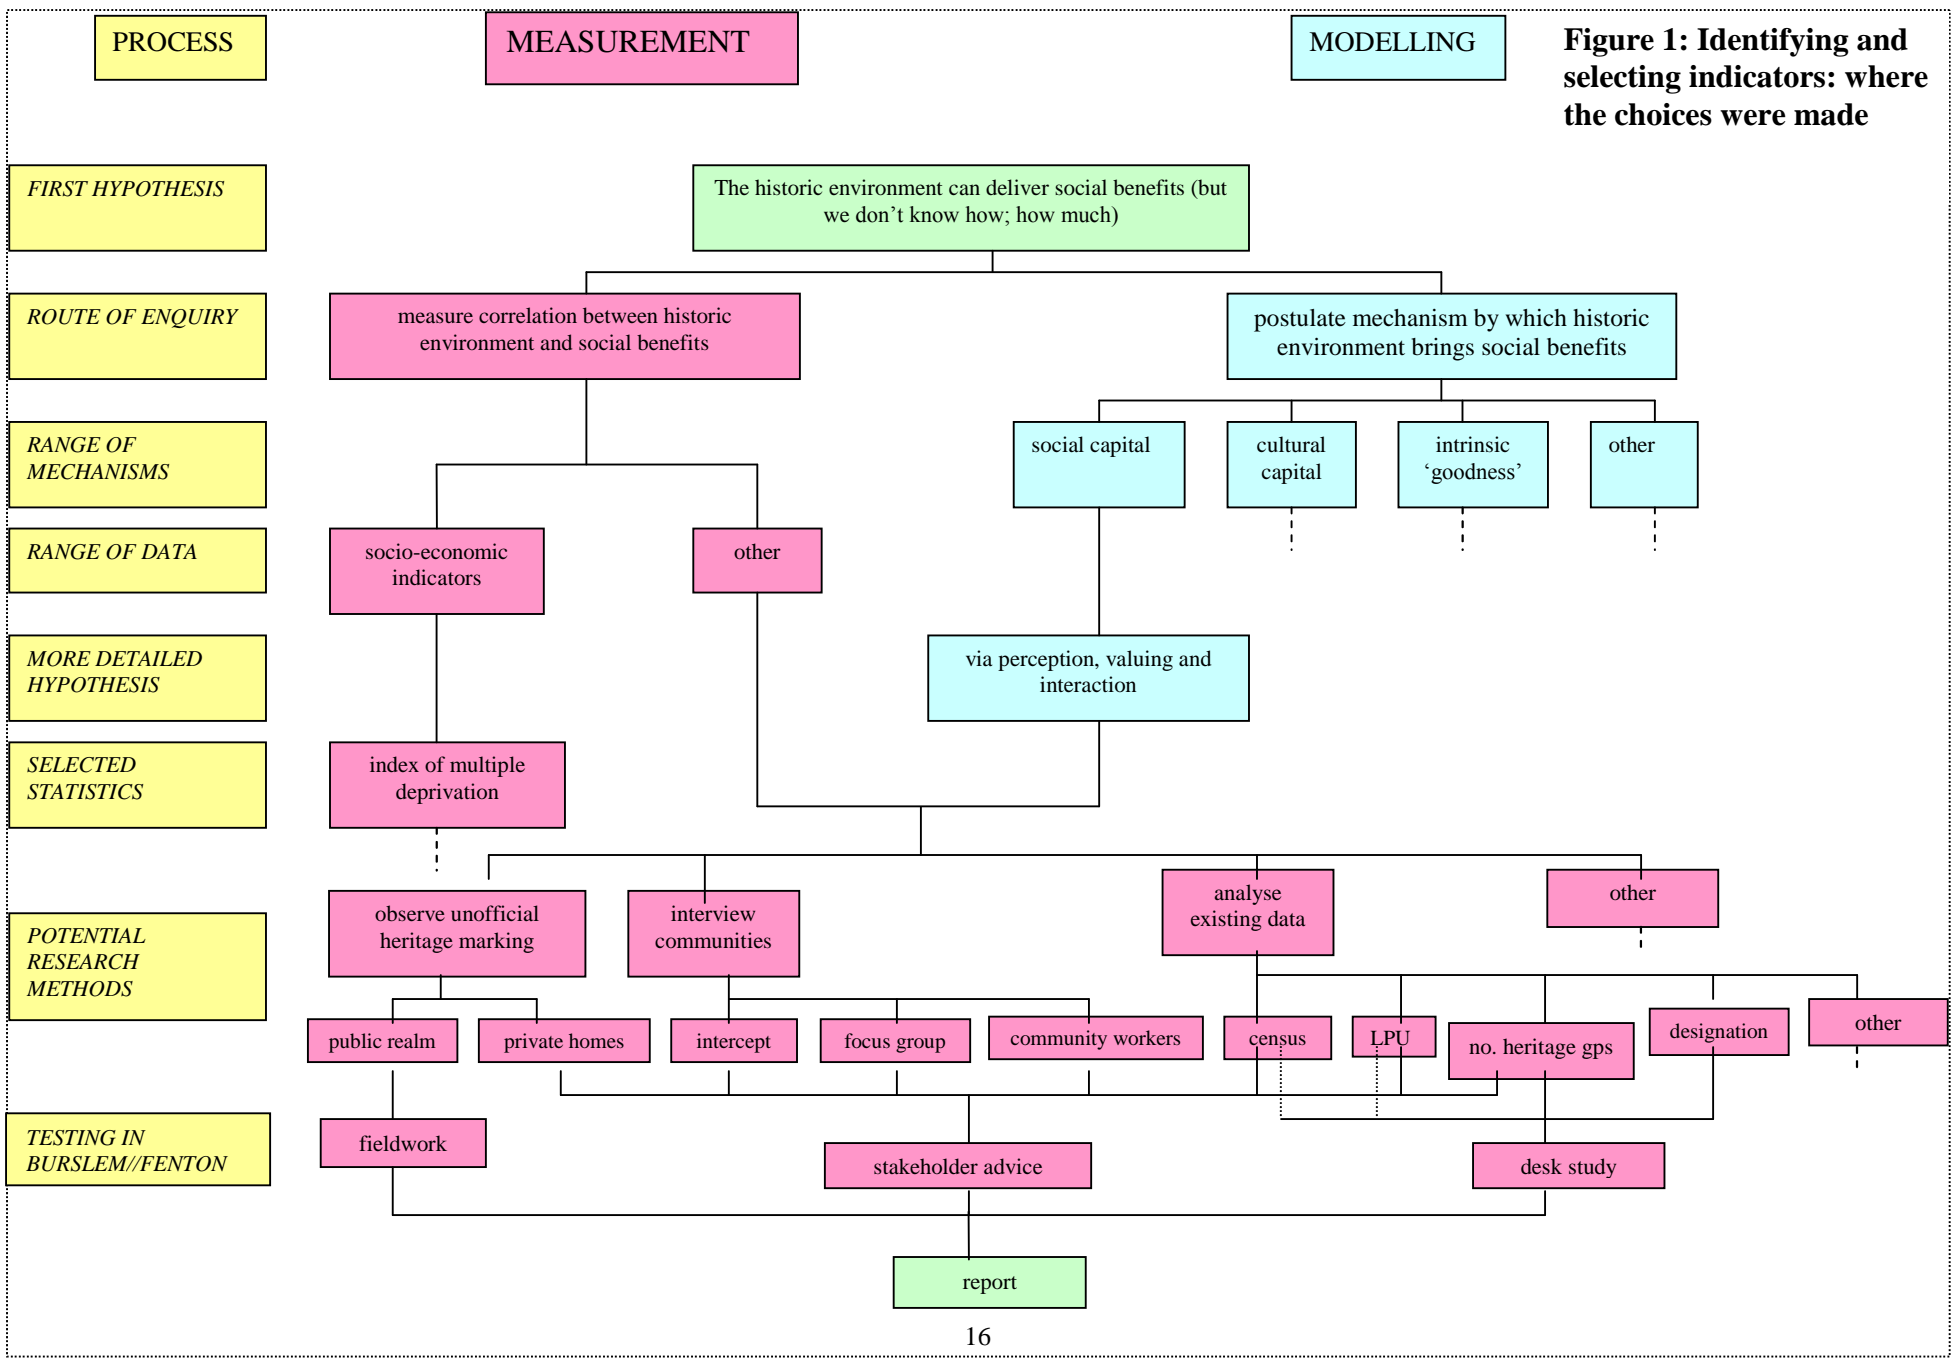 PROCESS
MEASUREMENT
MODELLING
Figure 1: Identifying and
selecting indicators: where
the choices were made
FIRST HYPOTHESIS
The historic environment can deliver social benefits (but
we don't know how; how much)
ROUTE OF ENQUIRY
measure correlation between historic
environment and social benefits
postulate mechanism by which historic
environment brings social benefits
RANGE OF
MECHANISMS
social capital
cultural
capital
intrinsic
‘goodness’
other
RANGE OF DATA
socio-economic
indicators
other
MORE DETAILED
HYPOTHESIS
via perception, valuing and
interaction
SELECTED
STATISTICS
index of multiple
deprivation
POTENTIAL
RESEARCH
METHODS
observe unofficial
heritage marking
interview
communities
analyse
existing data
other
public realm
private homes
intercept
focus group
community workers
census
LPU
no. heritage gps
designation
other
TESTING IN
BURSLEM//FENTON
fieldwork
stakeholder advice
desk study
report
16